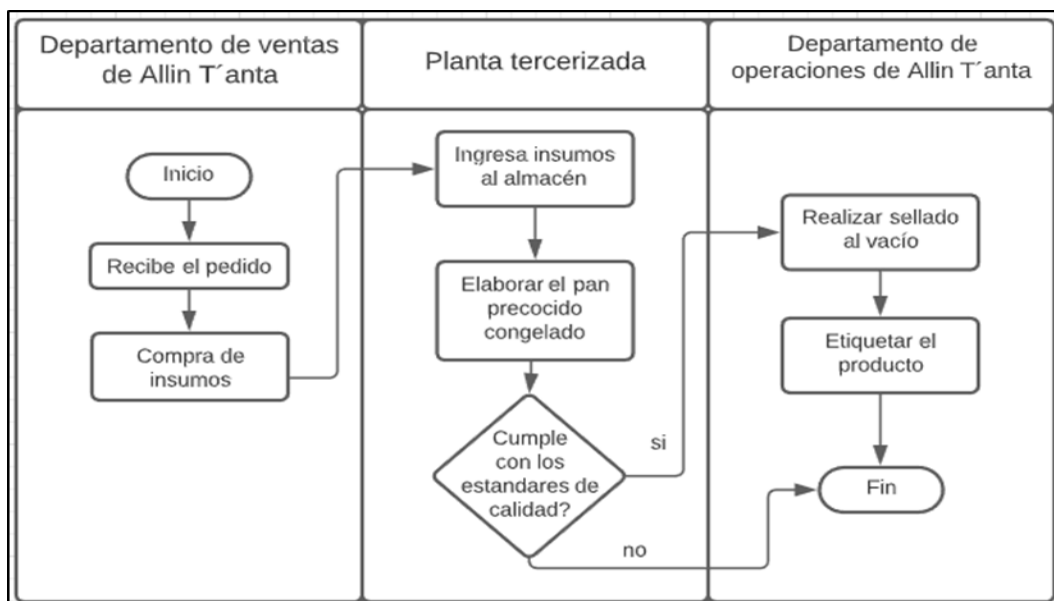 Departamento de ventas
de Allin T´anta
Planta tercerizada
Departamento de
operaciones de Allin T´anta
Inicio
Recibe el pedido
Compra de
insumos
Ingresa insumos
al almacén
Elaborar el pan
precocido
congelado
Cumple
con los
estandares de
calidad?
si
no
Realizar sellado
al vacío
Etiquetar el
producto
Fin